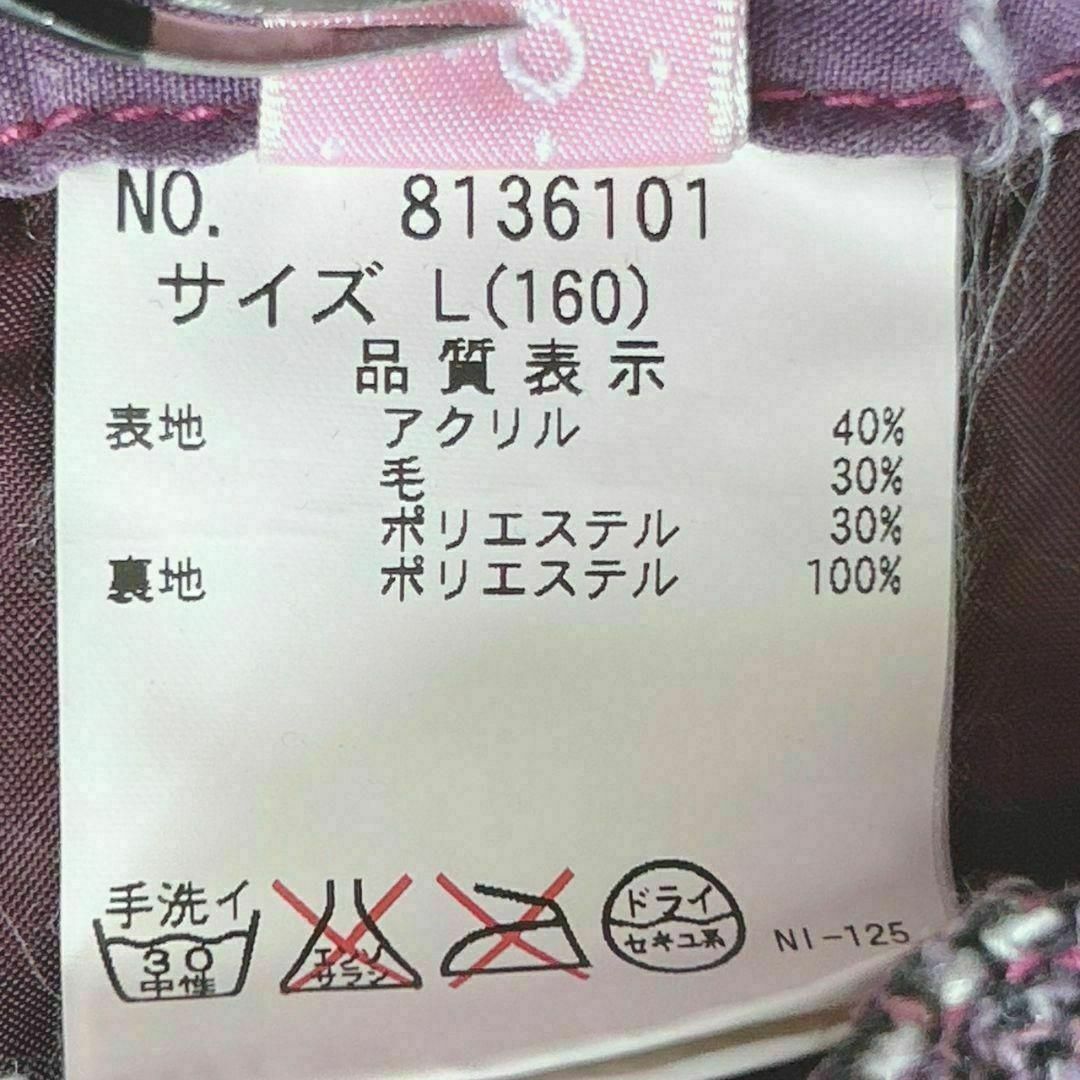 NO. 8136101
サイズ L(160)
品質表示
表地 アクリル 40%
毛 30%
ポリエステル 30%
裏地 ポリエステル 100%
手洗イ
30
中性
エンソ
サラシ
ドライ
セキユ系
NI-125